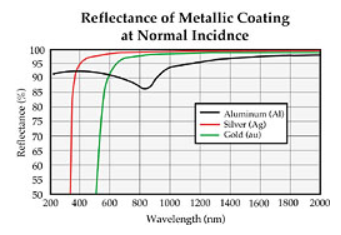 Reflectance of Metallic Coating
at Normal Incidnce
100
95
90
85
80
75
70
65
60
55
50
Reflectance (%)
Aluminum (Al)
Silver (Ag)
Gold (au)
200 400 600 800 1000 1200 1400 1600 1800 2000
Wavelength (nm)